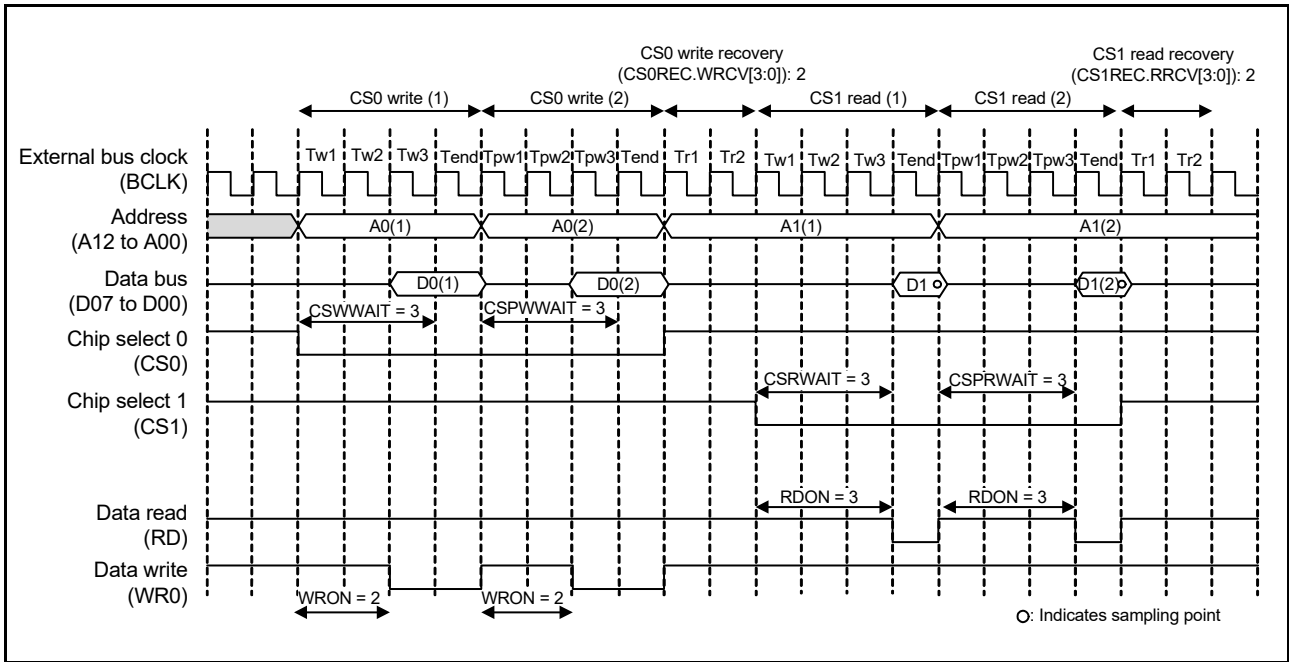 CS0 write recovery
(CS0REC.WRCV[3:0]): 2
CS1 read recovery
(CS1REC.RRCV[3:0]): 2
CS0 write (1) CS0 write (2) CS1 read (1) CS1 read (2)
External bus clock
(BCLK)
Tw1 Tw2 Tw3 Tend Tpw1 Tpw2 Tpw3 Tend Tr1 Tr2 Tw1 Tw2 Tw3 Tend Tpw1 Tpw2 Tpw3 Tend Tr1 Tr2
Address
(A12 to A00)
A0(1) A0(2) A1(1) A1(2)
Data bus
(D07 to D00)
D0(1) D0(2) D1 D1(2)
CSWWAIT = 3 CSPWWAIT = 3
Chip select 0
(CS0)
CSRWAIT = 3 CSPRWAIT = 3
Chip select 1
(CS1)
RDON = 3 RDON = 3
Data read
(RD)
Data write
(WR0)
WRON = 2 WRON = 2
O: Indicates sampling point